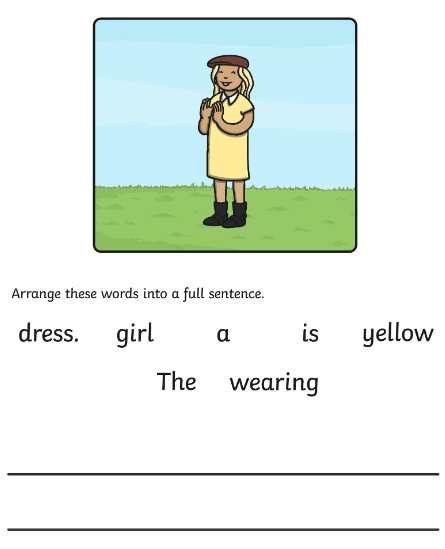 Arrange these words into a full sentence.
dress. girl a is yellow
The wearing